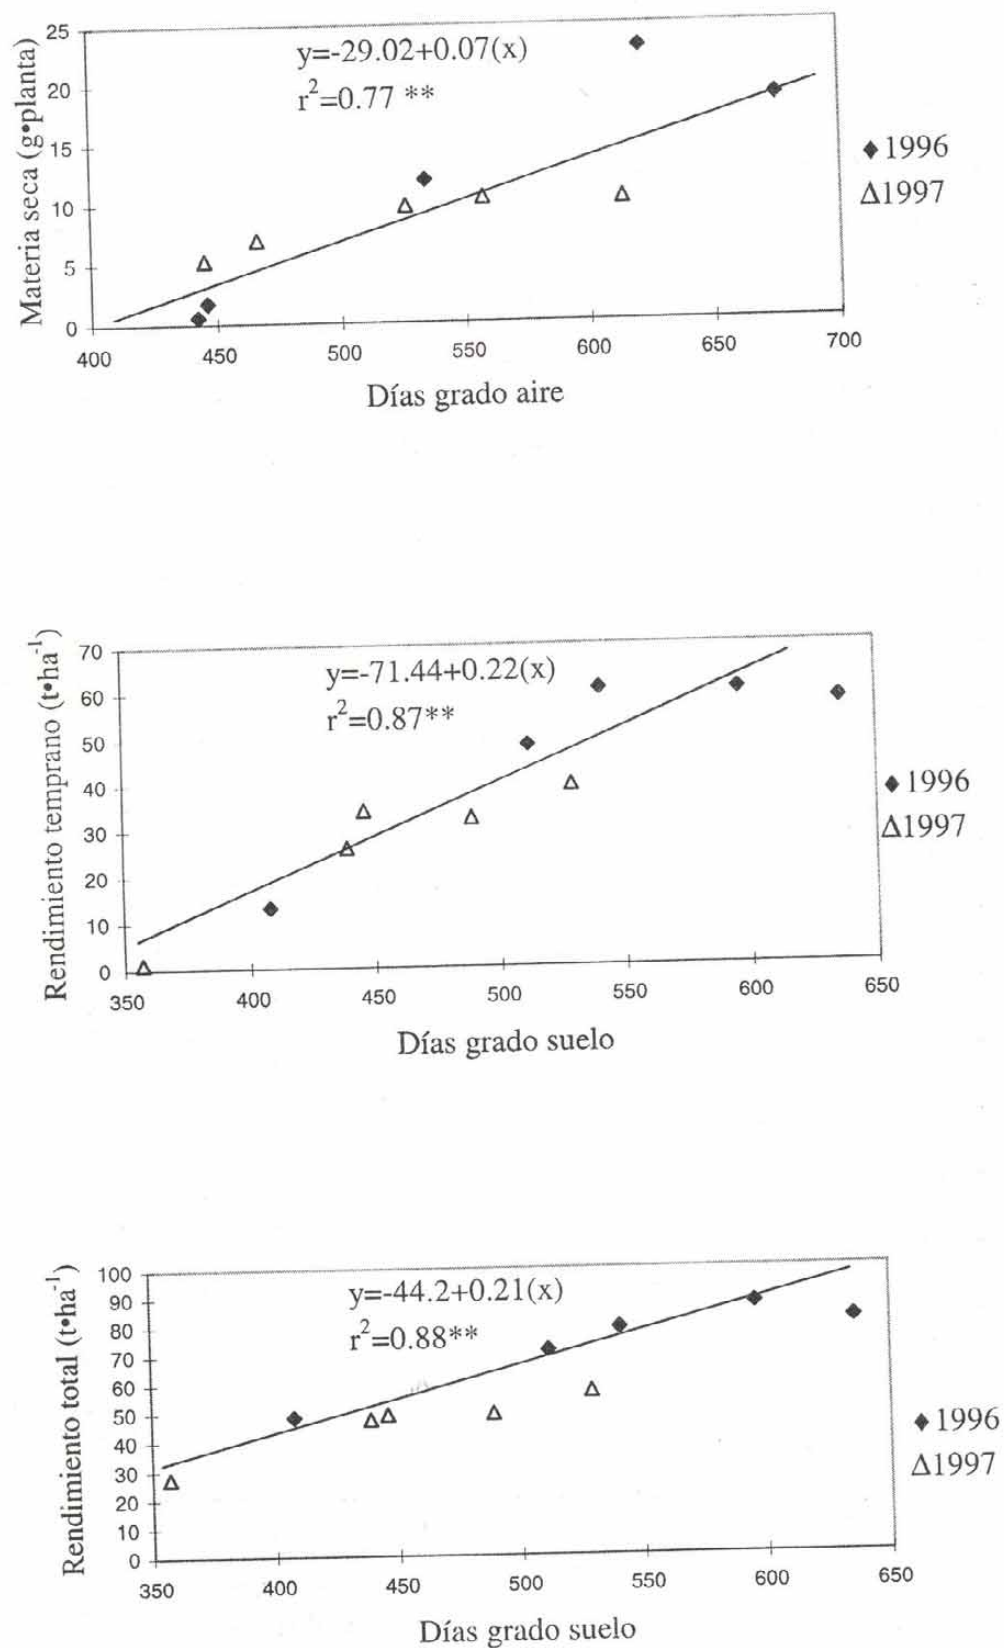 y=-29.02+0.07(x)
r²=0.77 **
Materia seca (g•planta)
25
20
15
10
5
0
400 450 500 550 600 650 700
Días grado aire
◆ 1996
Δ1997
y=-71.44+0.22(x)
r²=0.87**
Rendimiento temprano (t•ha⁻¹)
70
60
50
40
30
20
10
0
350 400 450 500 550 600 650
Días grado suelo
◆ 1996
Δ1997
y=-44.2+0.21(x)
r²=0.88**
Rendimiento total (t•ha⁻¹)
100
90
80
70
60
50
40
30
20
10
0
350 400 450 500 550 600 650
Días grado suelo
◆ 1996
Δ1997